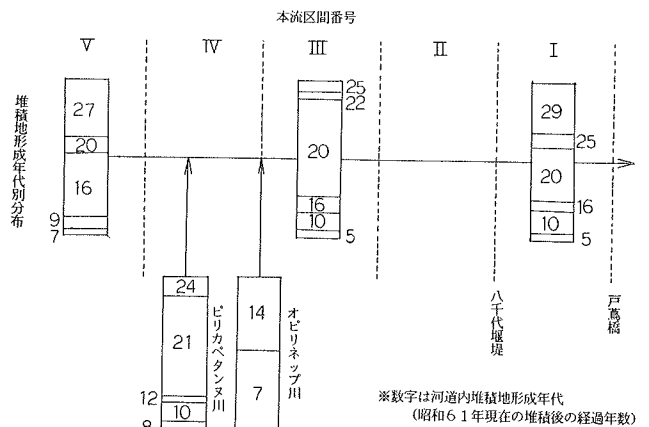 本流区間番号
V
IV
III
II
I
堆積地形成年代別分布
27
20
16
9
7
25
22
20
16
10
5
29
25
20
16
10
5
24
21
12
10
ピリカペタンヌ川
14
7
オピリネップ川
八千代堰堤
戸蔦橋
※数字は河道内堆積地形成年代
(昭和61年現在の堆積後の経過年数)